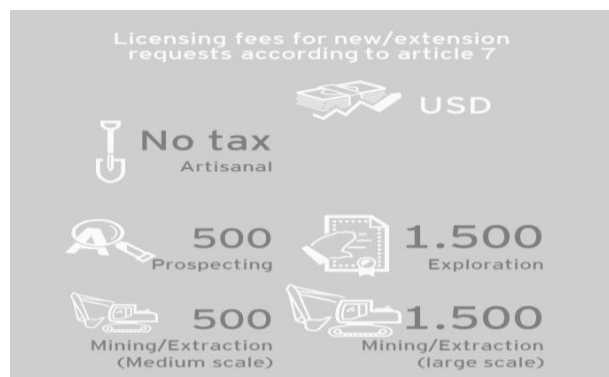 Licensing fees for new/extension
requests according to article 7
USD
No tax
Artisanal
500
Prospecting
1.500
Exploration
500
Mining/Extraction
(Medium scale)
1.500
Mining/Extraction
(large scale)